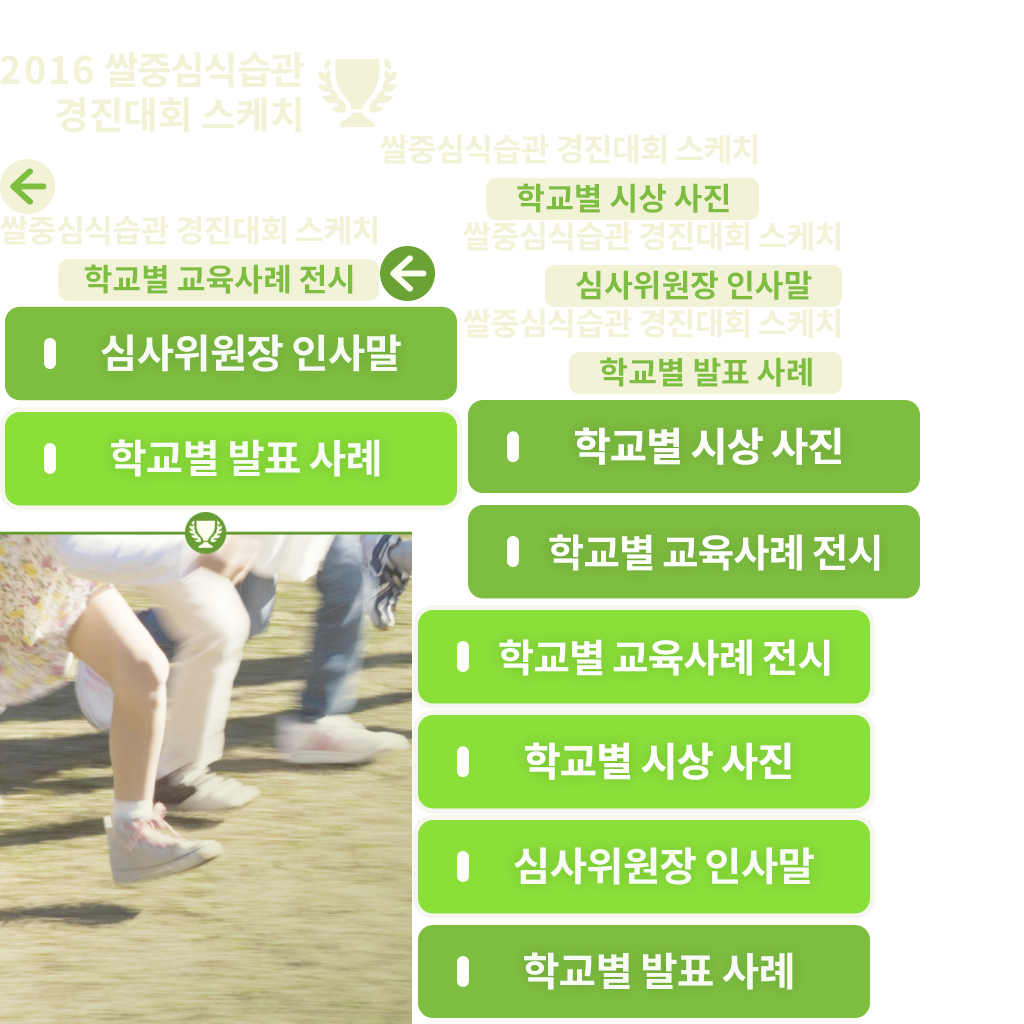 2016 쌀중심식습관
경진대회 스케치
쌀중심식습관 경진대회 스케치
학교별 시상 사진
쌀중심식습관 경진대회 스케치
학교별 교육사례 전시
쌀중심식습관 경진대회 스케치
심사위원장 인사말
쌀중심식습관 경진대회 스케치
학교별 발표 사례
심사위원장 인사말
학교별 발표 사례
학교별 시상 사진
학교별 교육사례 전시
학교별 교육사례 전시
학교별 시상 사진
심사위원장 인사말
학교별 발표 사례